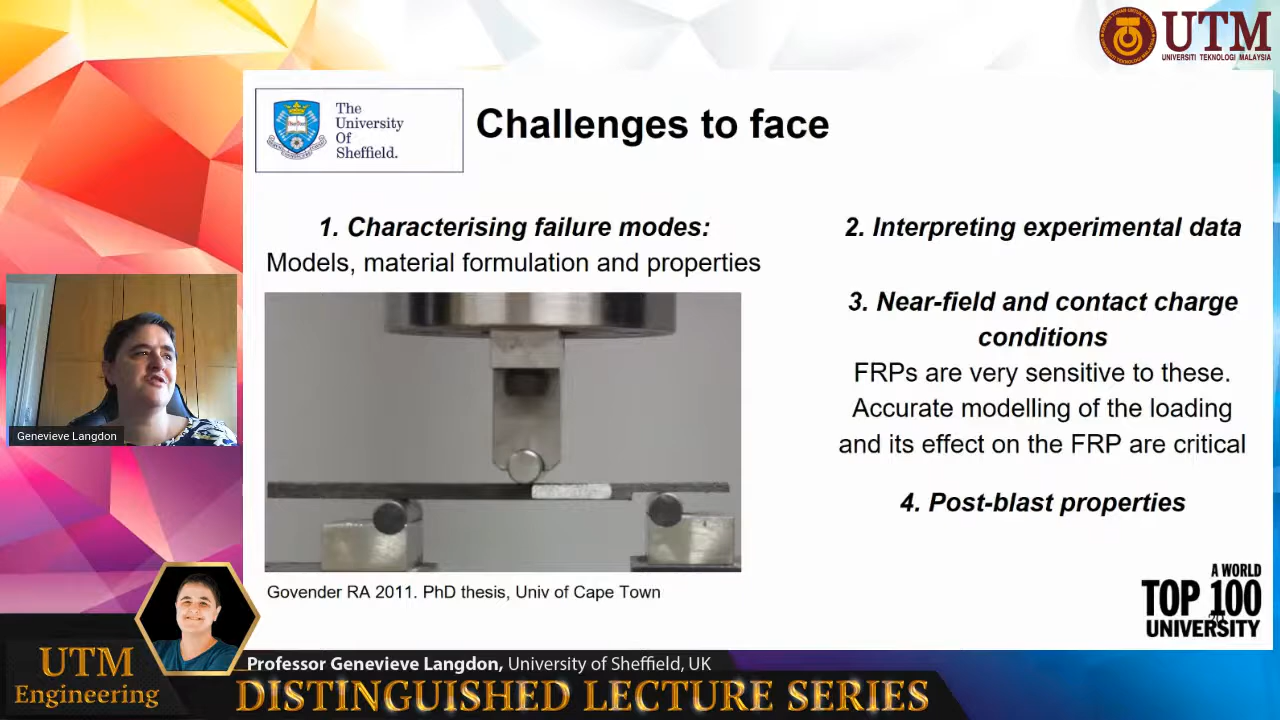 UTM
UNIVERSITI TEKNOLOGI MALAYSIA
The
University
Of
Sheffield.
Challenges to face
1. Characterising failure modes:
Models, material formulation and properties
Govender RA 2011. PhD thesis, Univ of Cape Town
2. Interpreting experimental data
3. Near-field and contact charge
conditions
FRPs are very sensitive to these.
Accurate modelling of the loading
and its effect on the FRP are critical
4. Post-blast properties
Genevieve Langdon
A WORLD
TOP 100
UNIVERSITY
UTM
Engineering
Professor Genevieve Langdon, University of Sheffield, UK
DISTINGUISHED LECTURE SERIES